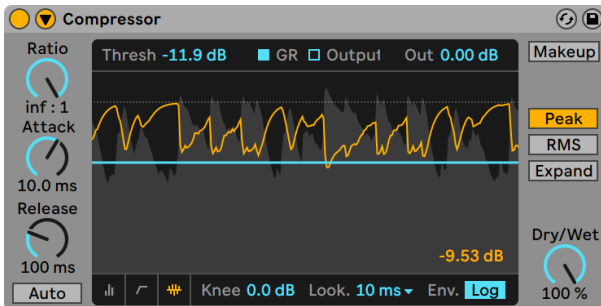 Compressor
Ratio
inf : 1
Attack
10.0 ms
Release
100 ms
Auto
Thresh -11.9 dB GR Output Out 0.00 dB
-9.53 dB
Knee 0.0 dB Look. 10 ms Env. Log
Makeup
Peak
RMS
Expand
Dry/Wet
100 %